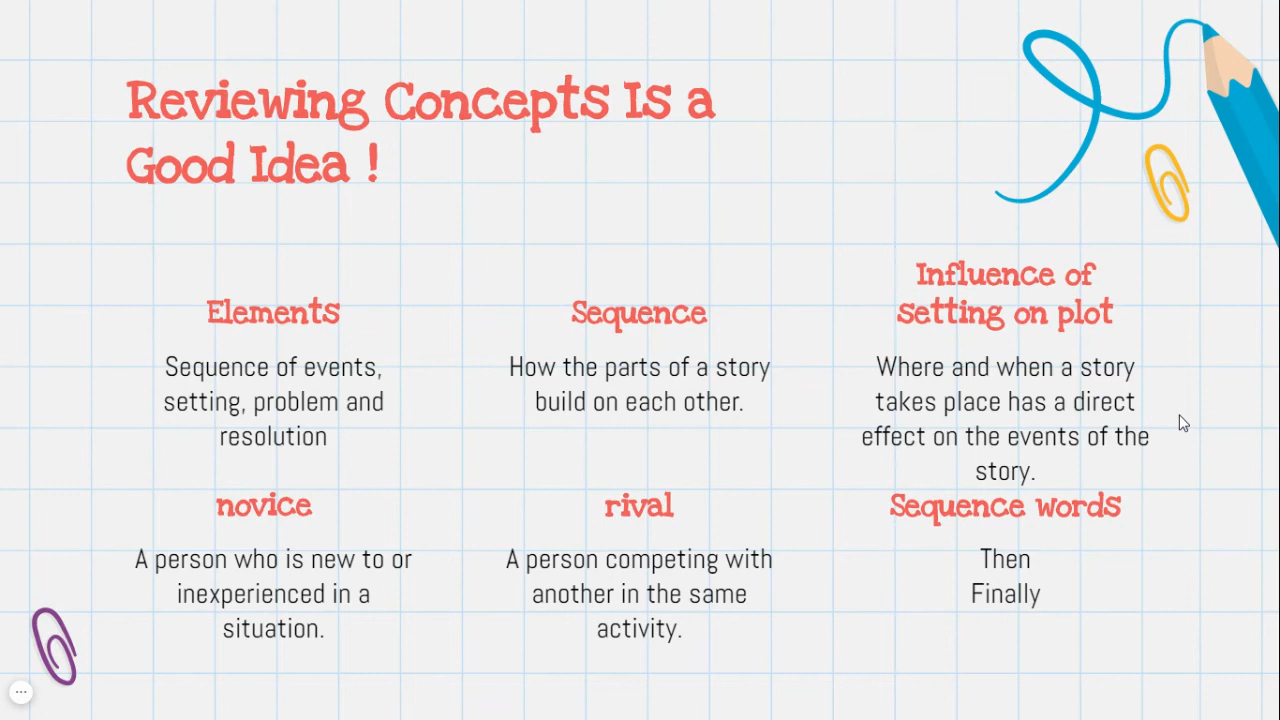 Reviewing Concepts Is a
Good Idea !
Elements
Sequence of events,
setting, problem and
resolution
Sequence
How the parts of a story
build on each other.
Influence of
setting on plot
Where and when a story
takes place has a direct
effect on the events of the
story.
novice
A person who is new to or
inexperienced in a
situation.
rival
A person competing with
another in the same
activity.
Sequence words
Then
Finally